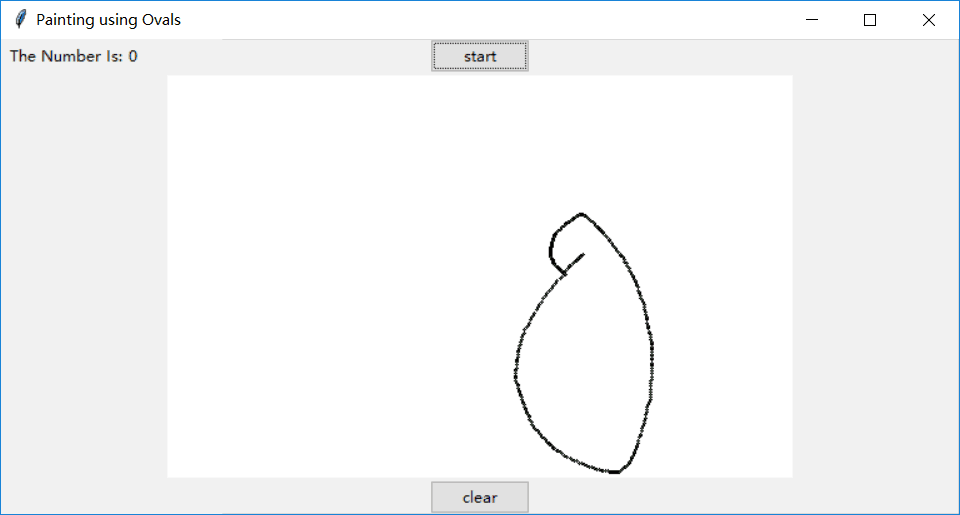 Painting using Ovals
The Number Is: 0
start
clear